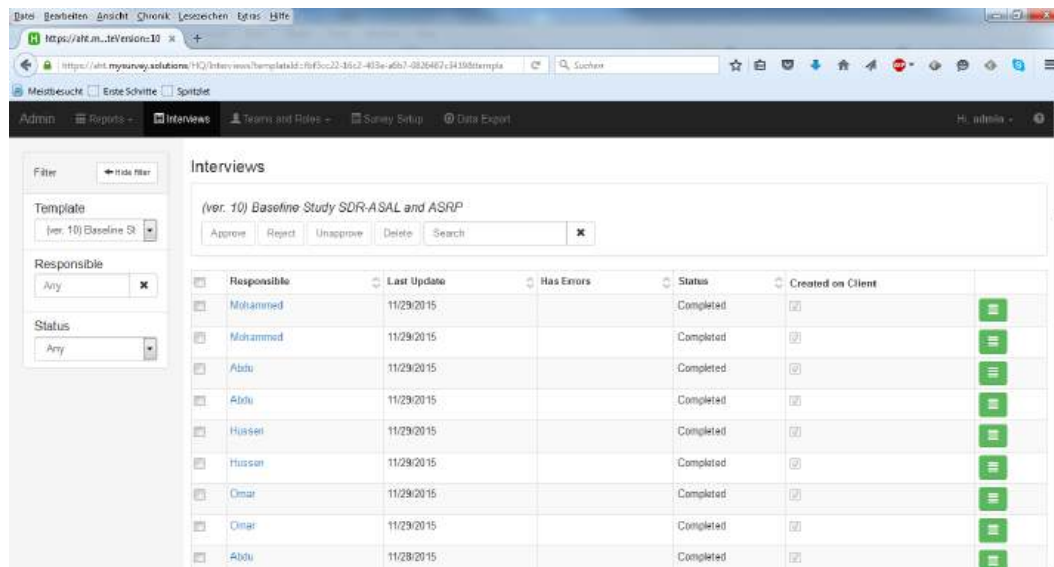 Datei Bearbeiten Ansicht Chronik Lesezeichen Extras Hilfe
https://aht.m...teVersion=10 × +
Suchen
Meistbesucht Erste Schritte Spritzlet
Admin Reports Interviews Teams and Roles Survey Setup Data Export Hi, admin
Filter Hide filter
Interviews
Template
(ver. 10) Baseline St
(ver. 10) Baseline Study SDR-ASAL and ASRP
Approve Reject Unapprove Delete Search
Responsible
Any
Status
Any
Responsible Last Update Has Errors Status Created on Client
Mohammed 11/29/2015 Completed
Mohammed 11/29/2015 Completed
Abdu 11/29/2015 Completed
Abdu 11/29/2015 Completed
Hussen 11/29/2015 Completed
Hussen 11/29/2015 Completed
Omar 11/29/2015 Completed
Omar 11/29/2015 Completed
Abdu 11/28/2015 Completed